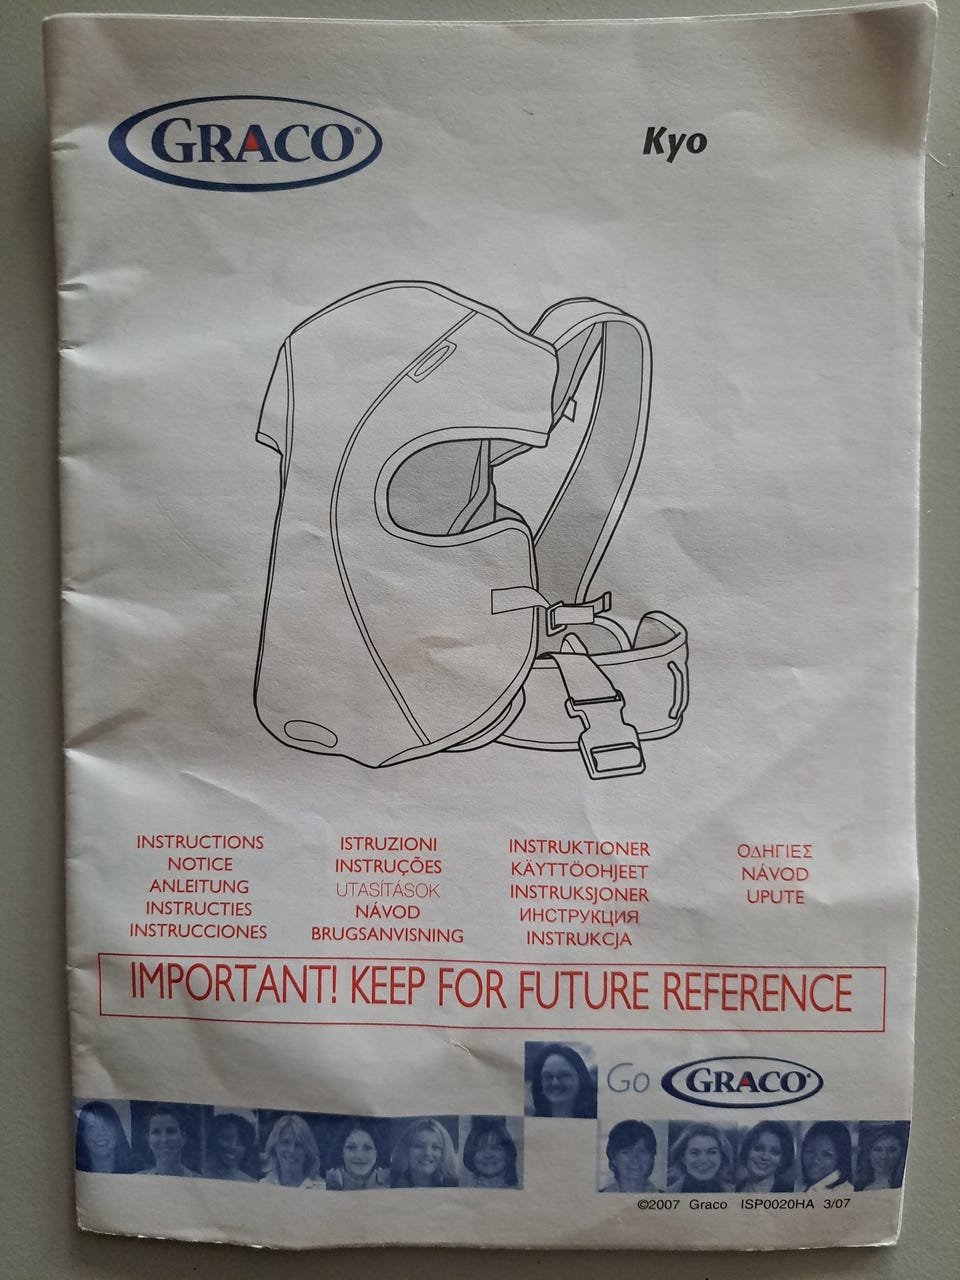 GRACO®
Kyo
INSTRUCTIONS
NOTICE
ANLEITUNG
INSTRUCTIES
INSTRUCCIONES
ISTRUZIONI
INSTRUÇÕES
UTASÍTÁSOK
NÁVOD
BRUGSANVISNING
INSTRUKTIONER
KÄYTTÖOHJEET
INSTRUKSJONER
ИНСТРУКЦИЯ
INSTRUKCJA
ΟΔΗΓΙΕΣ
NÁVOD
UPUTE
IMPORTANT! KEEP FOR FUTURE REFERENCE
Go GRACO®
©2007 Graco ISP0020HA 3/07